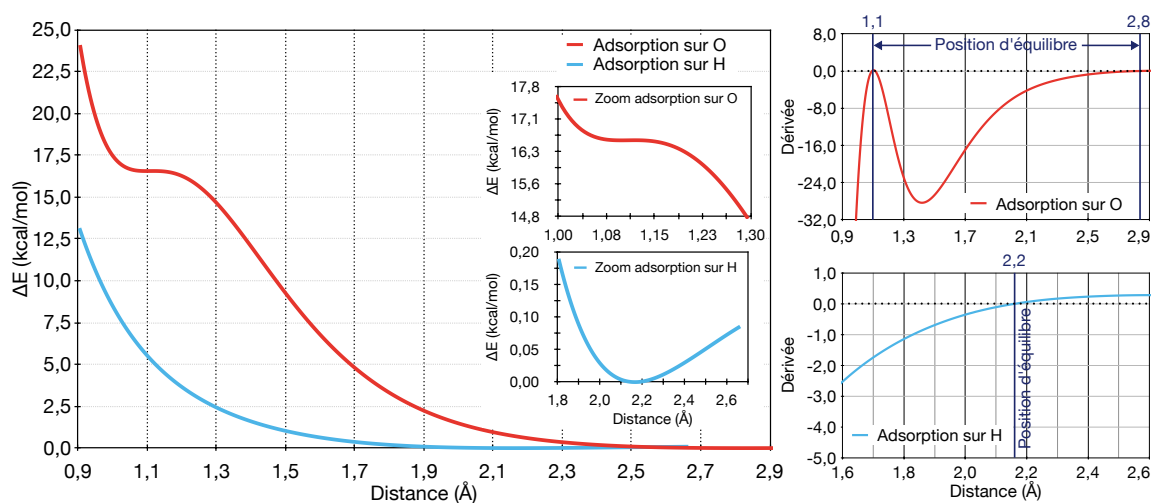 25,0
22,5
20,0
17,5
15,0
12,5
10,0
7,5
5,0
2,5
0,0
ΔE (kcal/mol)
0,9 1,1 1,3 1,5 1,7 1,9 2,1 2,3 2,5 2,7 2,9
Distance (Å)
Adsorption sur O
Adsorption sur H
17,8
17,1
16,3
15,6
14,8
ΔE (kcal/mol)
Zoom adsorption sur O
1,00 1,08 1,15 1,23 1,30
0,20
0,15
0,10
0,05
0,00
ΔE (kcal/mol)
Zoom adsorption sur H
1,8 2,0 2,2 2,4 2,6
Distance (Å)
1,1 2,8
Position d'équilibre
8,0
0,0
-8,0
-16,0
-24,0
-32,0
Dérivée
Adsorption sur O
0,9 1,3 1,7 2,1 2,5 2,9
2,2
1,0
0,0
-1,0
-2,0
-3,0
-4,0
-5,0
Dérivée
Position d'équilibre
Adsorption sur H
1,6 1,8 2,0 2,2 2,4 2,6